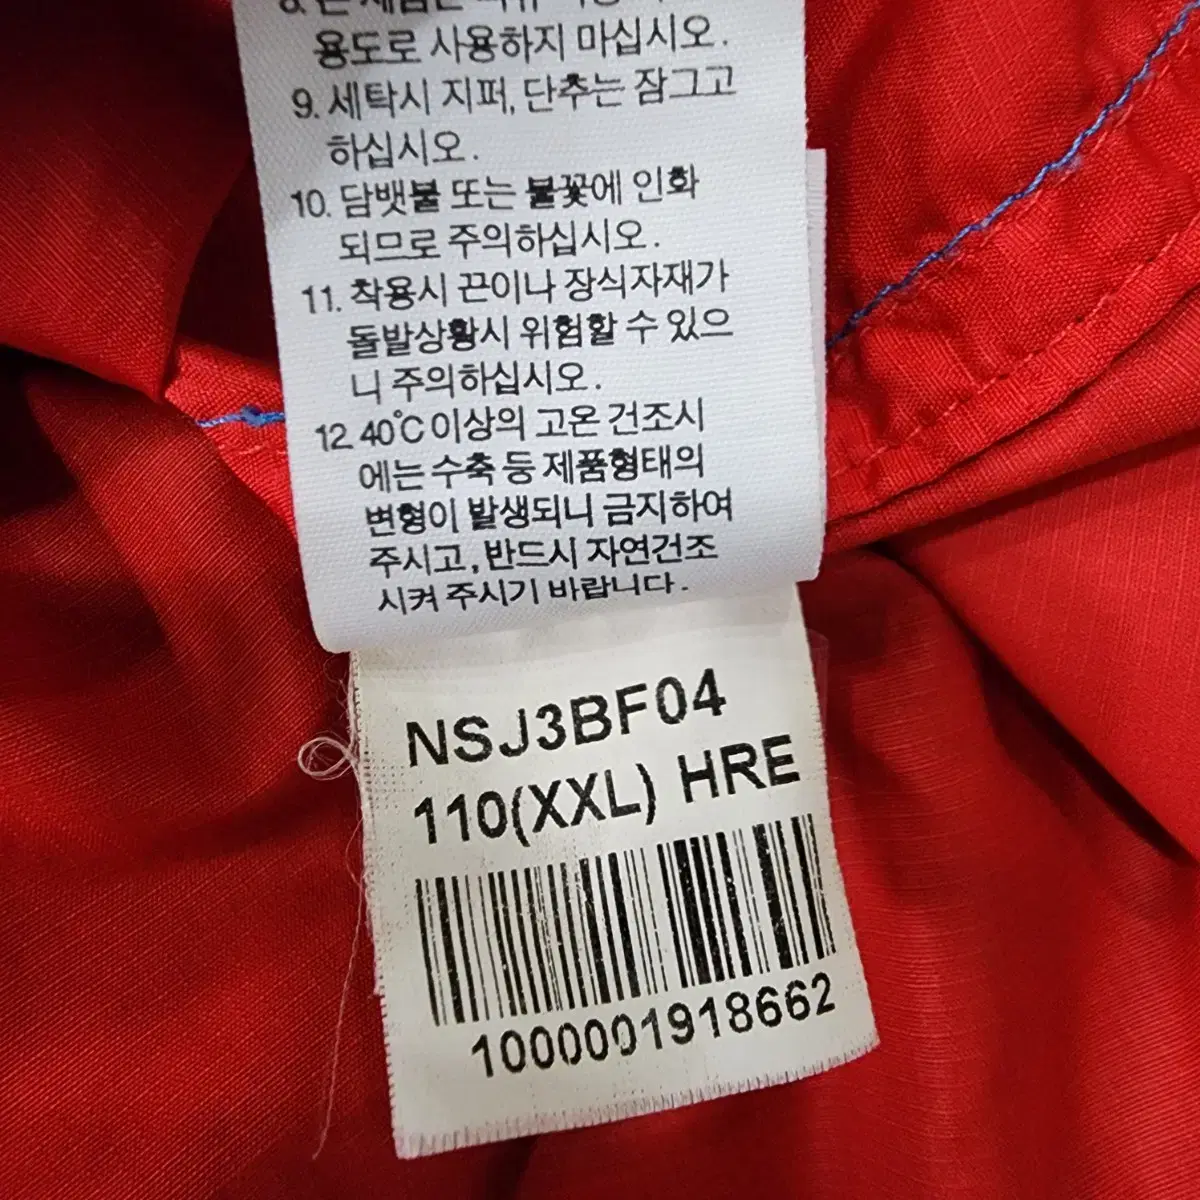 용도로 사용하지 마십시오.
9. 세탁시 지퍼, 단추는 잠그고
하십시오.
10. 담뱃불 또는 불꽃에 인화
되므로 주의하십시오.
11. 착용시 끈이나 장식자재가
돌발상황시 위험할 수 있으
니 주의하십시오.
12. 40℃이상의 고온 건조시
에는 수축 등 제품형태의
변형이 발생되니 금지하여
주시고, 반드시 자연건조
시켜 주시기 바랍니다.
NSJ3BF04
110(XXL) HRE
1000001918662